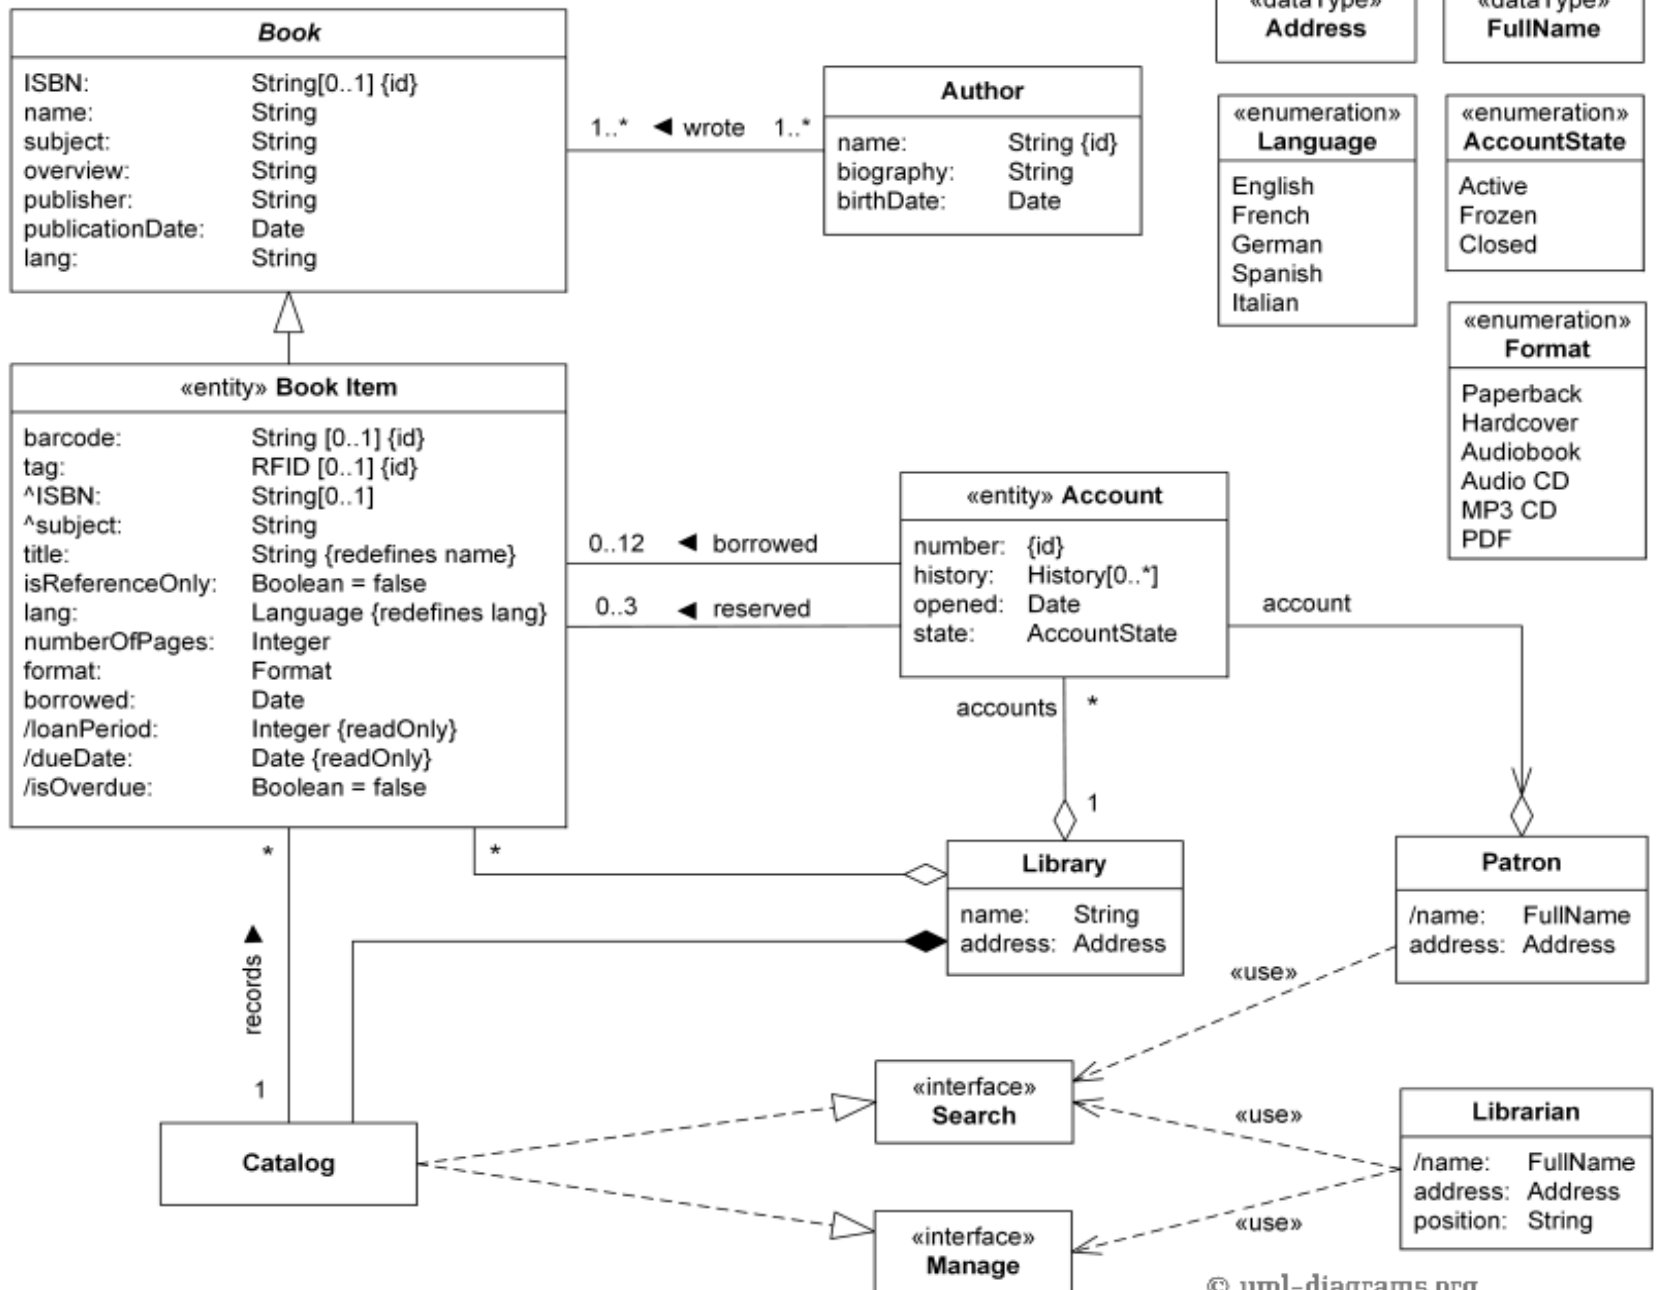 Book
ISBN: String[0..1] {id}
name: String
subject: String
overview: String
publisher: String
publicationDate: Date
lang: String
1..* ◄ wrote 1..*
Author
name: String {id}
biography: String
birthDate: Date
«dataType»
Address
«dataType»
FullName
«enumeration»
Language
English
French
German
Spanish
Italian
«enumeration»
AccountState
Active
Frozen
Closed
«enumeration»
Format
Paperback
Hardcover
Audiobook
Audio CD
MP3 CD
PDF
«entity» Book Item
barcode: String [0..1] {id}
tag: RFID [0..1] {id}
^ISBN: String[0..1]
^subject: String
title: String {redefines name}
isReferenceOnly: Boolean = false
lang: Language {redefines lang}
numberOfPages: Integer
format: Format
borrowed: Date
/loanPeriod: Integer {readOnly}
/dueDate: Date {readOnly}
/isOverdue: Boolean = false
0..12 ◄ borrowed
0..3 ◄ reserved
«entity» Account
number: {id}
history: History[0..*]
opened: Date
state: AccountState
account
accounts *
1
* *
Library
name: String
address: Address
Patron
/name: FullName
address: Address
records ►
1
Catalog
«use»
«interface»
Search
«use»
«use»
«interface»
Manage
Librarian
/name: FullName
address: Address
position: String
© uml-diagrams.org